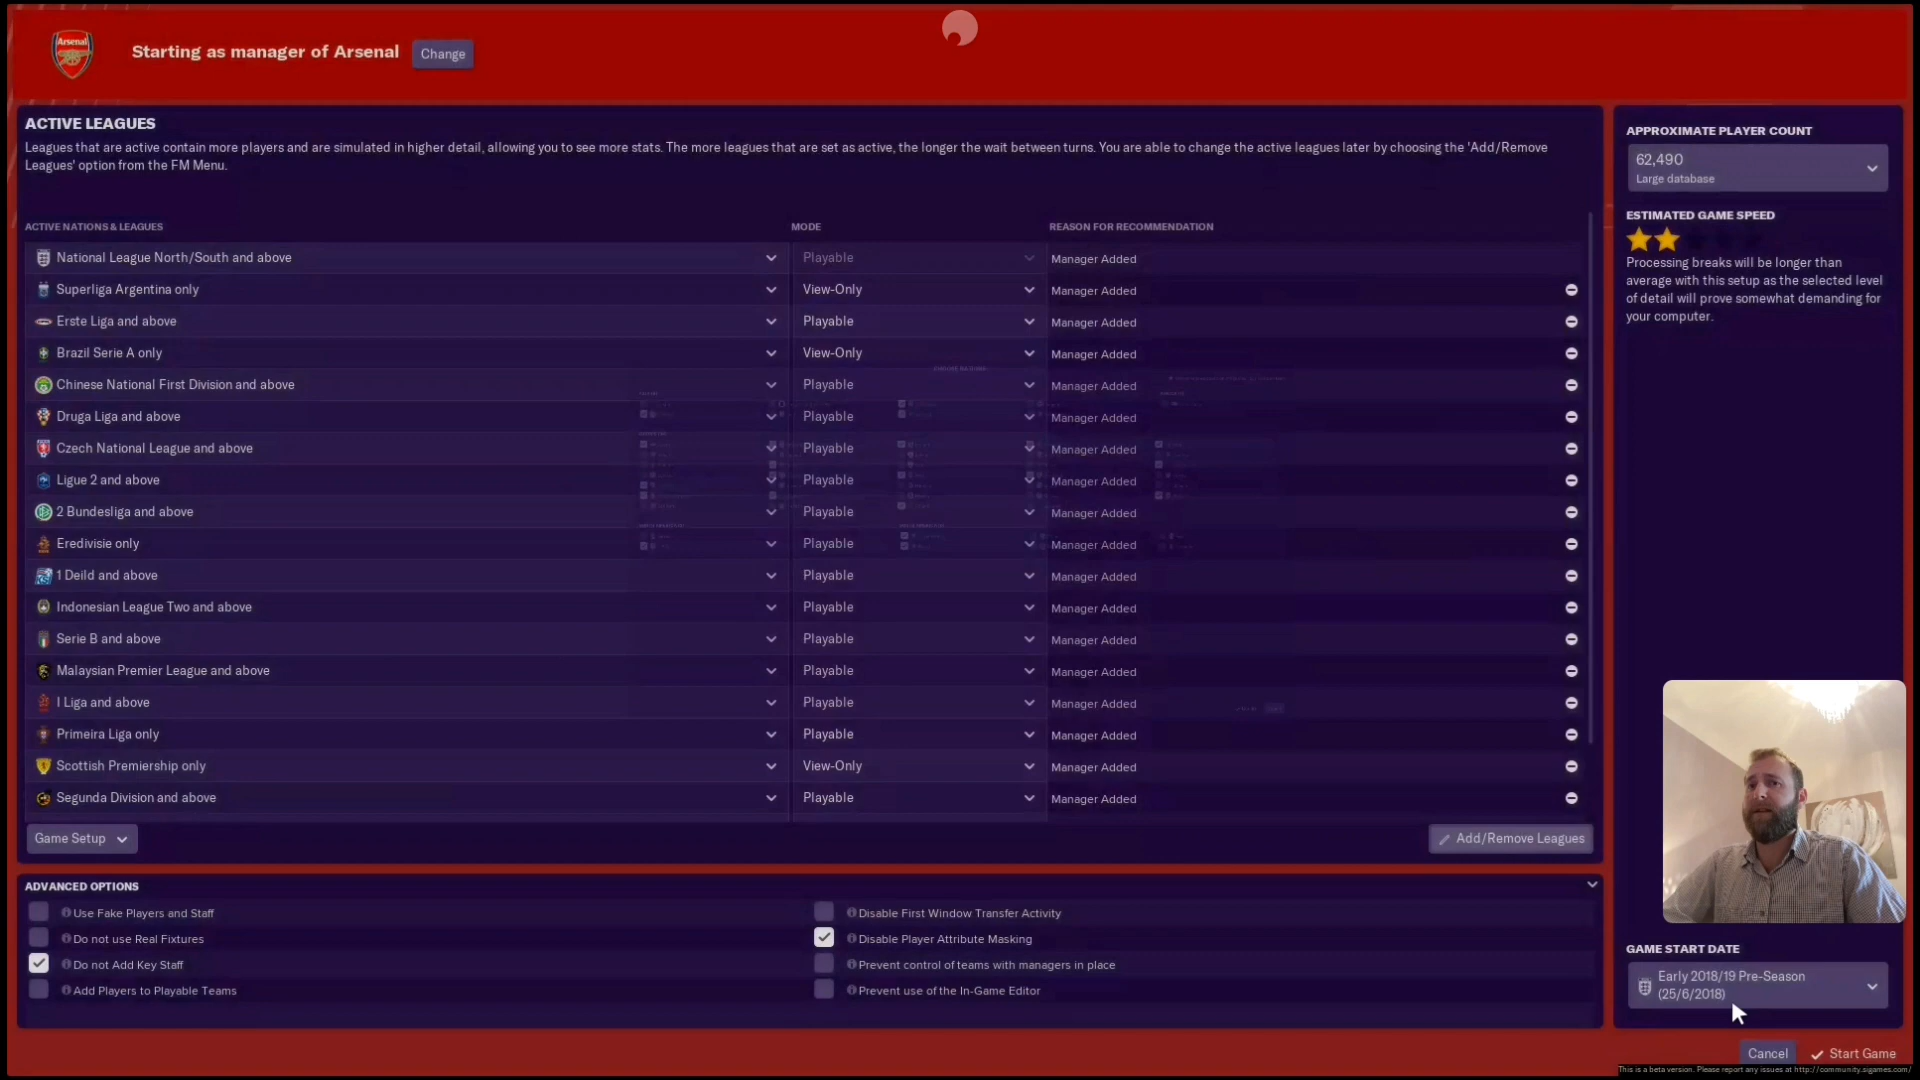 Arsenal
Starting as manager of Arsenal
Change
ACTIVE LEAGUES
Leagues that are active contain more players and are simulated in higher detail, allowing you to see more stats. The more leagues that are set as active, the longer the wait between turns. You are able to change the active leagues later by choosing the 'Add/Remove
Leagues' option from the FM Menu.
ACTIVE NATIONS & LEAGUES MODE REASON FOR RECOMMENDATION
National League North/South and above Playable Manager Added
Superliga Argentina only View-Only Manager Added
Erste Liga and above Playable Manager Added
Brazil Serie A only View-Only Manager Added
Chinese National First Division and above Playable Manager Added
Druga Liga and above Playable Manager Added
Czech National League and above Playable Manager Added
Ligue 2 and above Playable Manager Added
2 Bundesliga and above Playable Manager Added
Eredivisie only Playable Manager Added
1 Deild and above Playable Manager Added
Indonesian League Two and above Playable Manager Added
Serie B and above Playable Manager Added
Malaysian Premier League and above Playable Manager Added
I Liga and above Playable Manager Added
Primeira Liga only Playable Manager Added
Scottish Premiership only View-Only Manager Added
Segunda Division and above Playable Manager Added
Game Setup
Add/Remove Leagues
ADVANCED OPTIONS
Use Fake Players and Staff
Do not use Real Fixtures
Do not Add Key Staff
Add Players to Playable Teams
Disable First Window Transfer Activity
Disable Player Attribute Masking
Prevent control of teams with managers in place
Prevent use of the In-Game Editor
APPROXIMATE PLAYER COUNT
62,490
Large database
ESTIMATED GAME SPEED
Processing breaks will be longer than
average with this setup as the selected level
of detail will prove somewhat demanding for
your computer.
GAME START DATE
Early 2018/19 Pre-Season
(25/6/2018)
Cancel
Start Game
This is a beta version. Please report any issues at http://community.sigames.com/